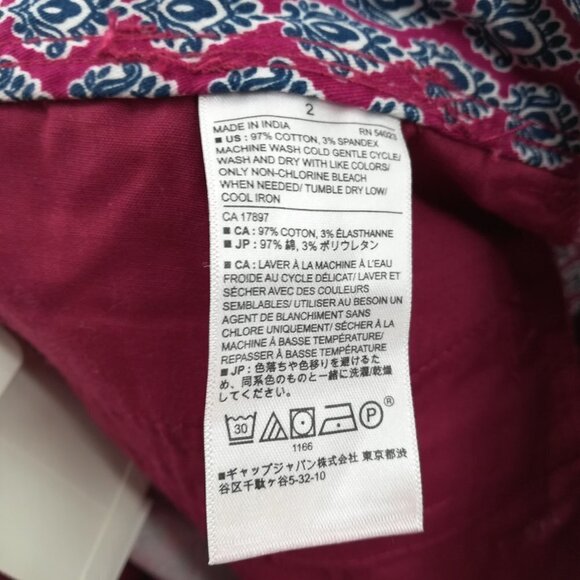 2
MADE IN INDIA RN 54023
■ US : 97% COTTON, 3% SPANDEX
MACHINE WASH COLD GENTLE CYCLE/
WASH AND DRY WITH LIKE COLORS/
ONLY NON-CHLORINE BLEACH
WHEN NEEDED/ TUMBLE DRY LOW/
COOL IRON
CA 17897
■ CA : 97% COTON, 3% ÉLASTHANNE
■ JP : 97% 綿, 3% ポリウレタン
■ CA : LAVER À LA MACHINE À L'EAU
FROIDE AU CYCLE DÉLICAT/ LAVER ET
SÉCHER AVEC DES COULEURS
SEMBLABLES/ UTILISER AU BESOIN UN
AGENT DE BLANCHIMENT SANS
CHLORE UNIQUEMENT/ SÉCHER À LA
MACHINE À BASSE TEMPÉRATURE/
REPASSER À BASSE TEMPÉRATURE
■ JP : 色落ちや色移りを避けるた
め、同系色のものと一緒に洗濯/乾燥
してください。
30 P ®
1166
■ギャップジャパン株式会社 東京都渋
谷区千駄ヶ谷5-32-10